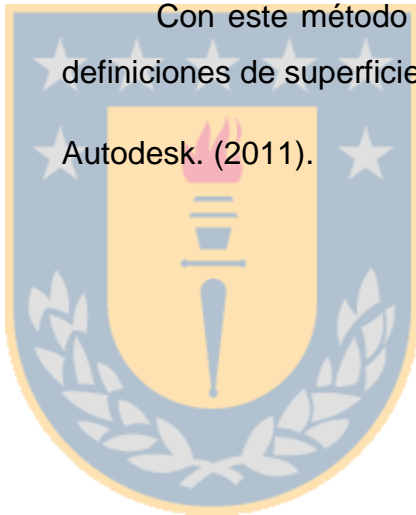 Con este método
definiciones de superficie
Autodesk. (2011).